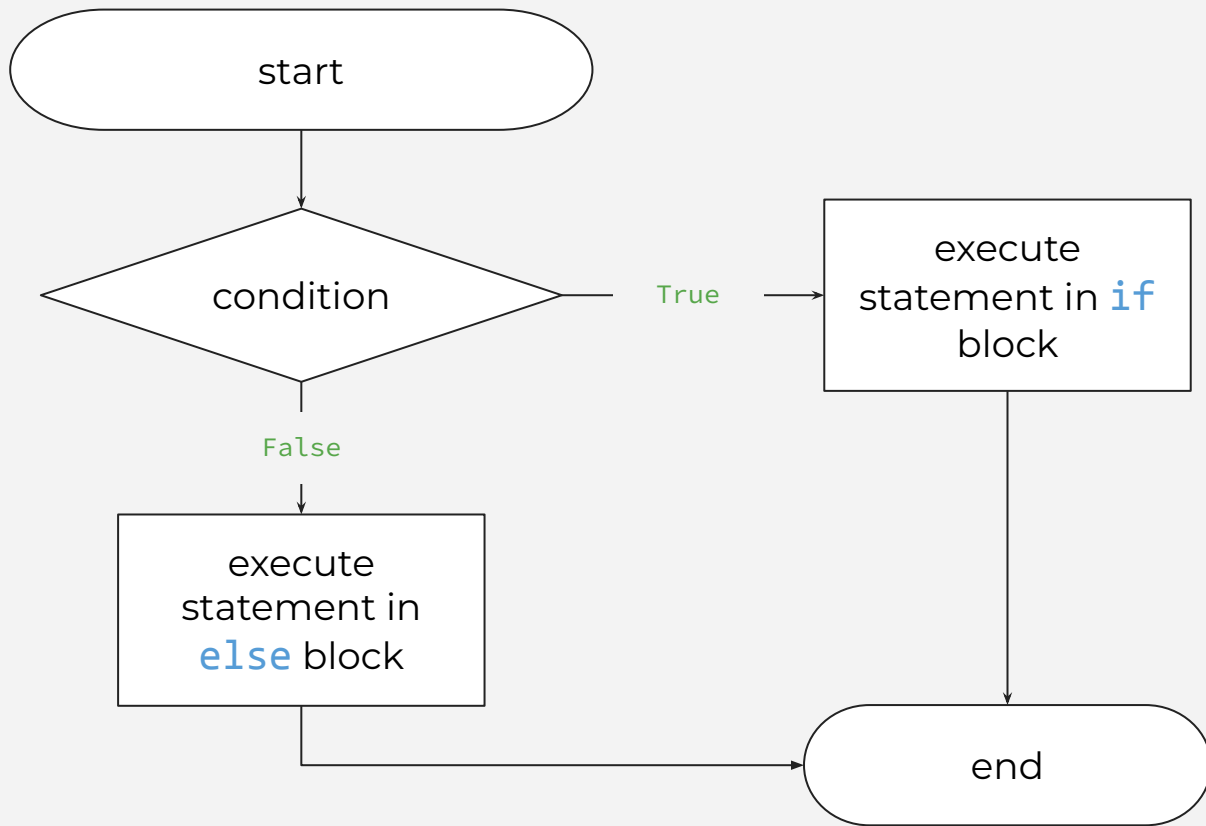 start
condition
True
execute
statement in if
block
False
execute
statement in
else block
end